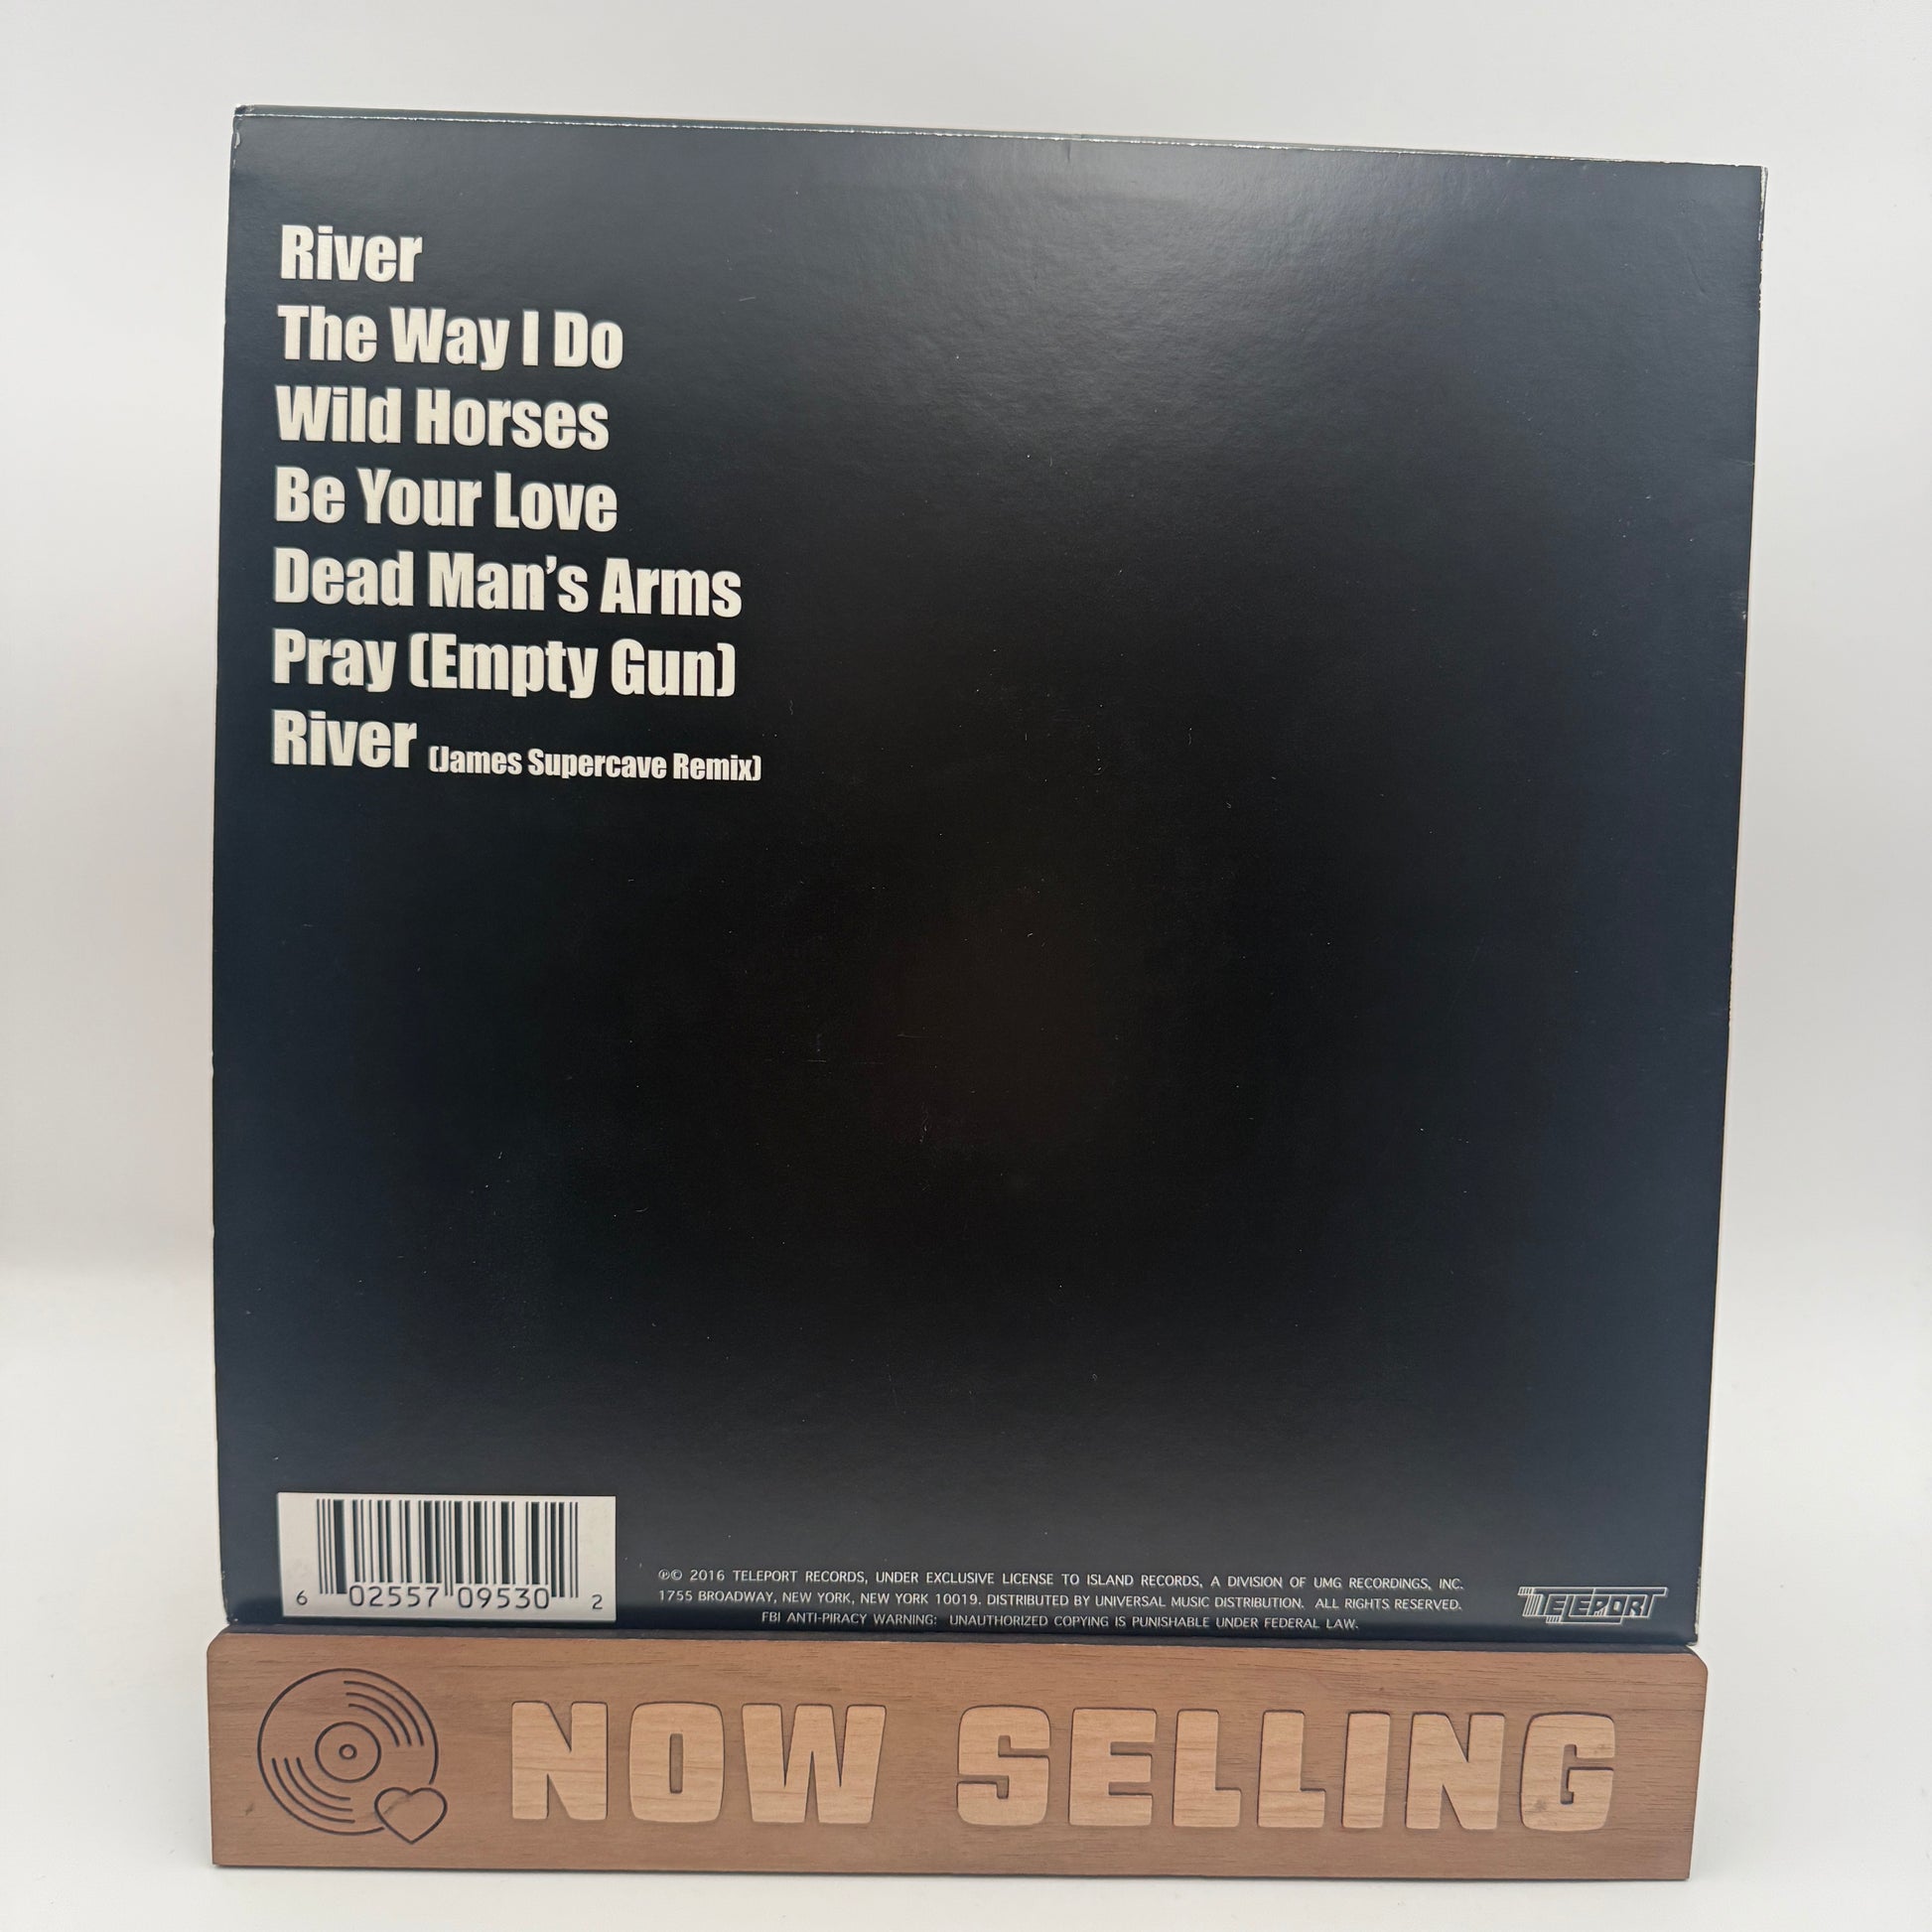 River
The Way I Do
Wild Horses
Be Your Love
Dead Man's Arms
Pray (Empty Gun)
River (James Supercave Remix)
6 02557 09530 2
℗© 2016 TELEPORT RECORDS, UNDER EXCLUSIVE LICENSE TO ISLAND RECORDS, A DIVISION OF UMG RECORDINGS, INC.
1755 BROADWAY, NEW YORK, NEW YORK 10019. DISTRIBUTED BY UNIVERSAL MUSIC DISTRIBUTION. ALL RIGHTS RESERVED.
FBI ANTI-PIRACY WARNING: UNAUTHORIZED COPYING IS PUNISHABLE UNDER FEDERAL LAW.
TELEPORT
NOW SELLING